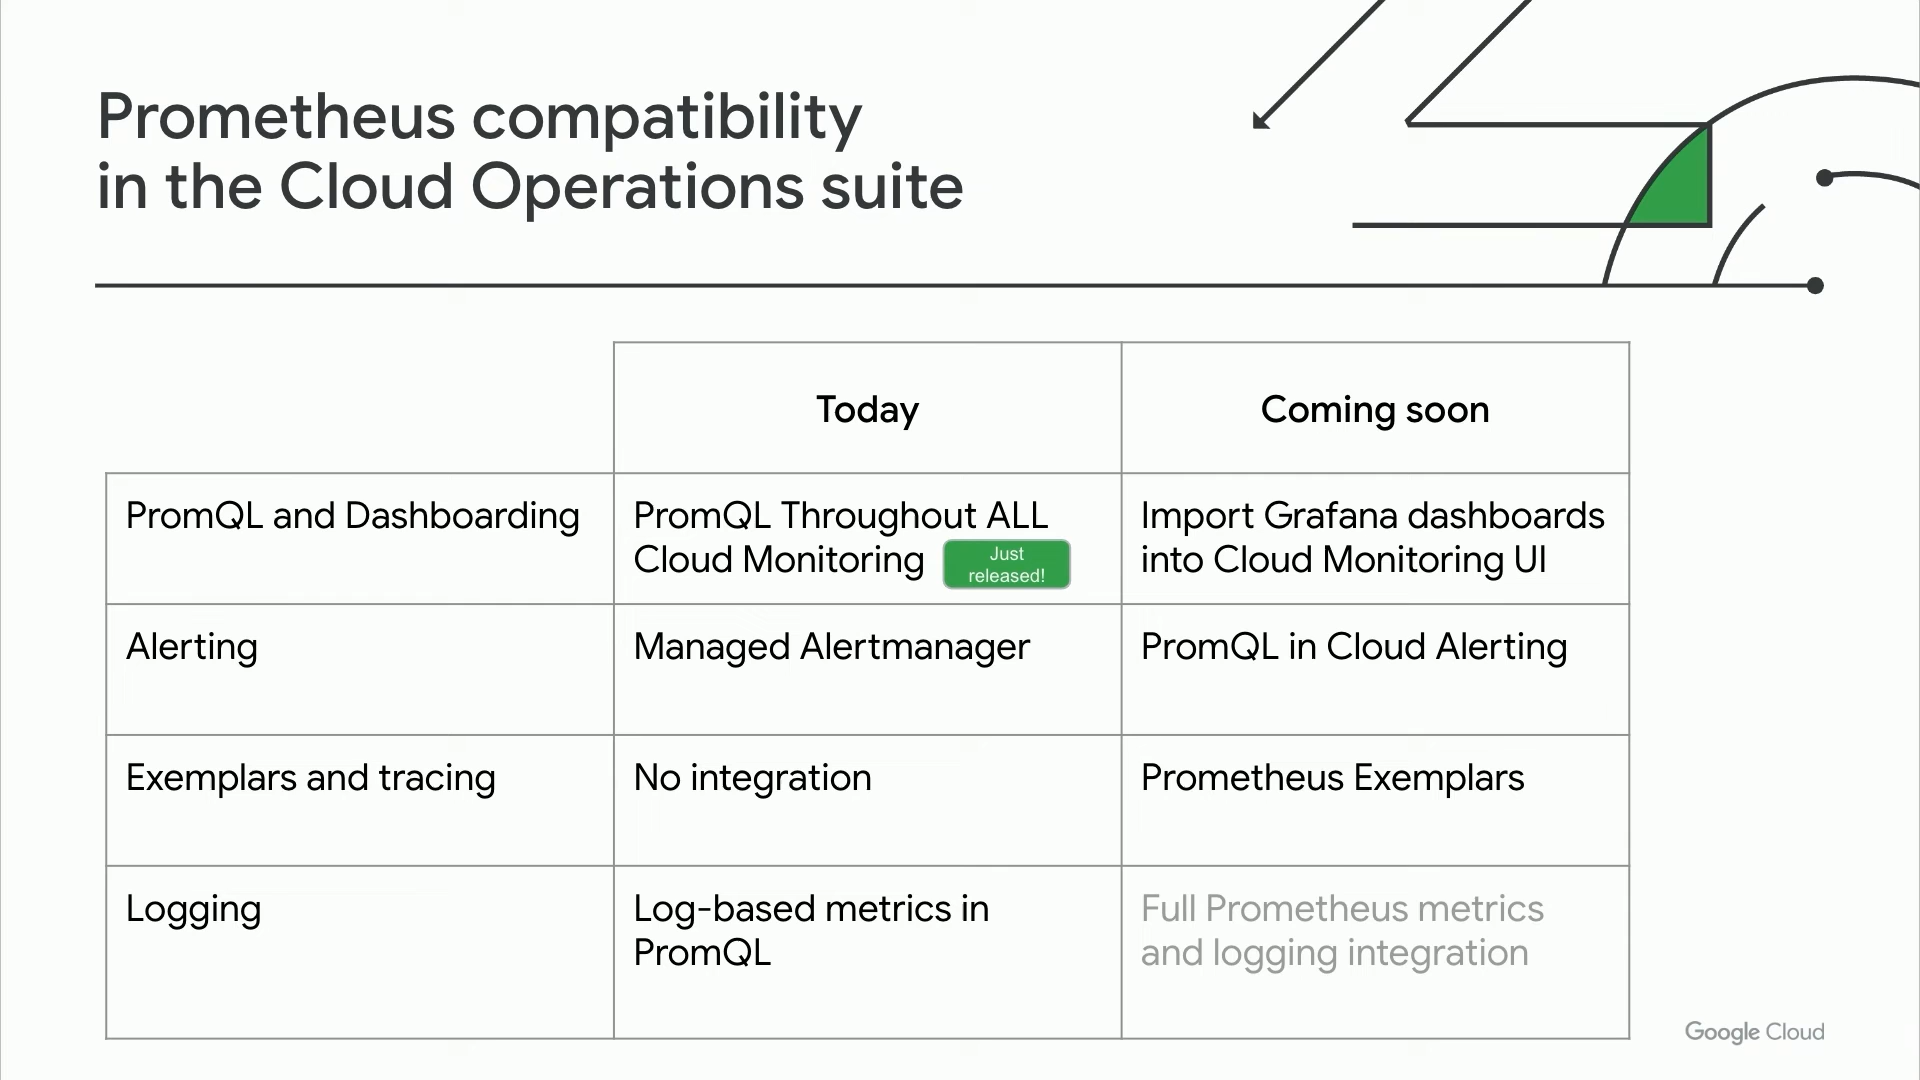 Prometheus compatibility
in the Cloud Operations suite
Today
Coming soon
PromQL and Dashboarding
PromQL Throughout ALL
Cloud Monitoring
Just
released!
Import Grafana dashboards
into Cloud Monitoring UI
Alerting
Managed Alertmanager
PromQL in Cloud Alerting
Exemplars and tracing
No integration
Prometheus Exemplars
Logging
Log-based metrics in
PromQL
Full Prometheus metrics
and logging integration
Google Cloud